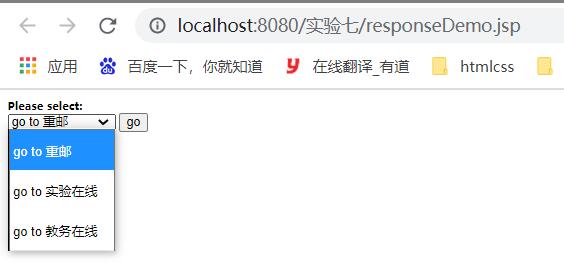 localhost:8080/实验七/responseDemo.jsp
应用 百度一下，你就知道 在线翻译_有道 htmlcss
Please select:
go to 重邮 go
go to 重邮
go to 实验在线
go to 教务在线